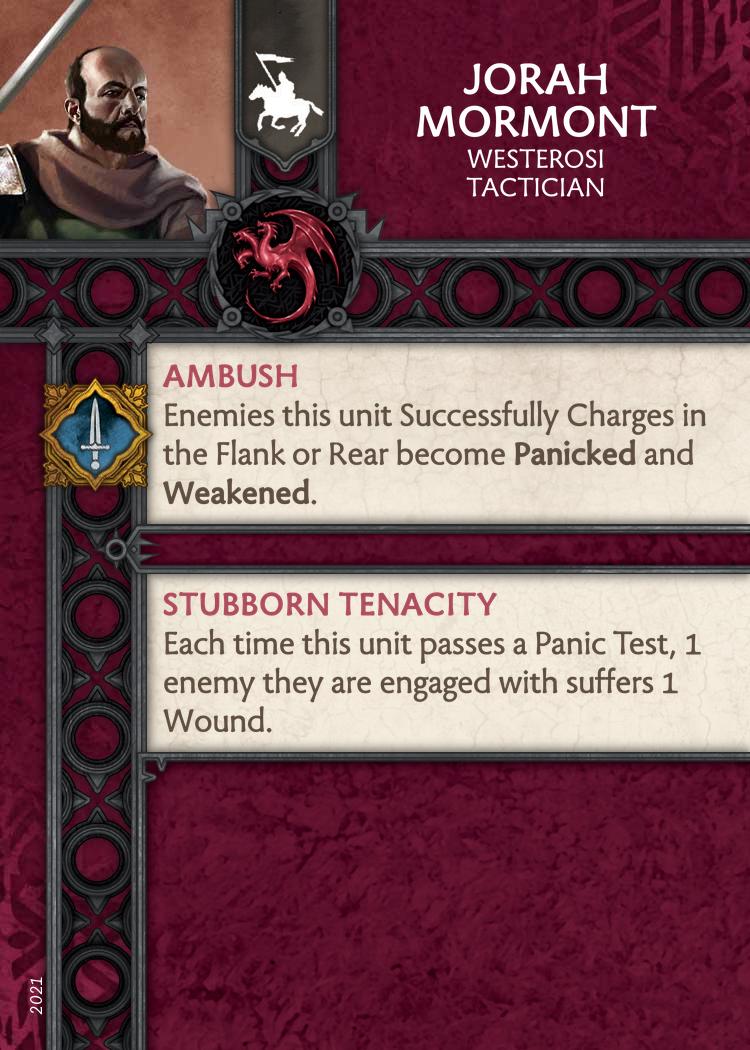 JORAH
MORMONT
WESTEROSI
TACTICIAN
AMBUSH
Enemies this unit Successfully Charges in
the Flank or Rear become Panicked and
Weakened.
STUBBORN TENACITY
Each time this unit passes a Panic Test, 1
enemy they are engaged with suffers 1
Wound.
2021